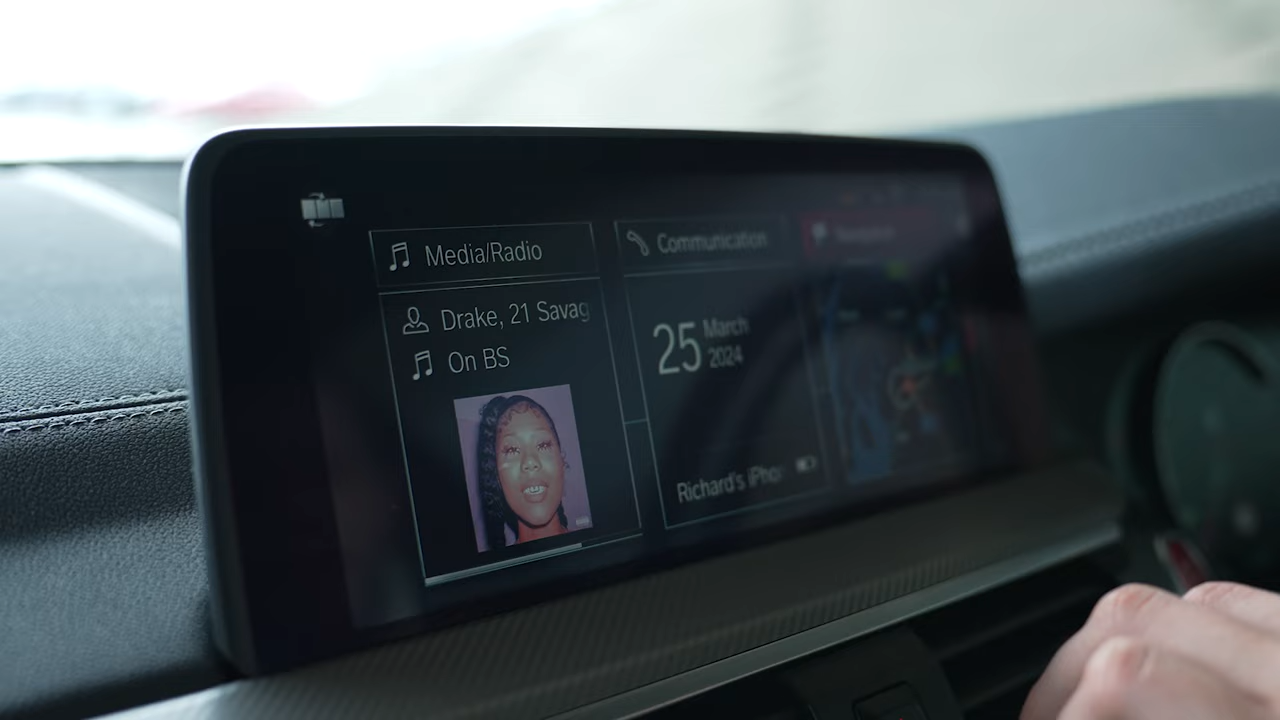 Media/Radio
Drake, 21 Savag
On BS
Communication
25 March
2024
Richard's iPho